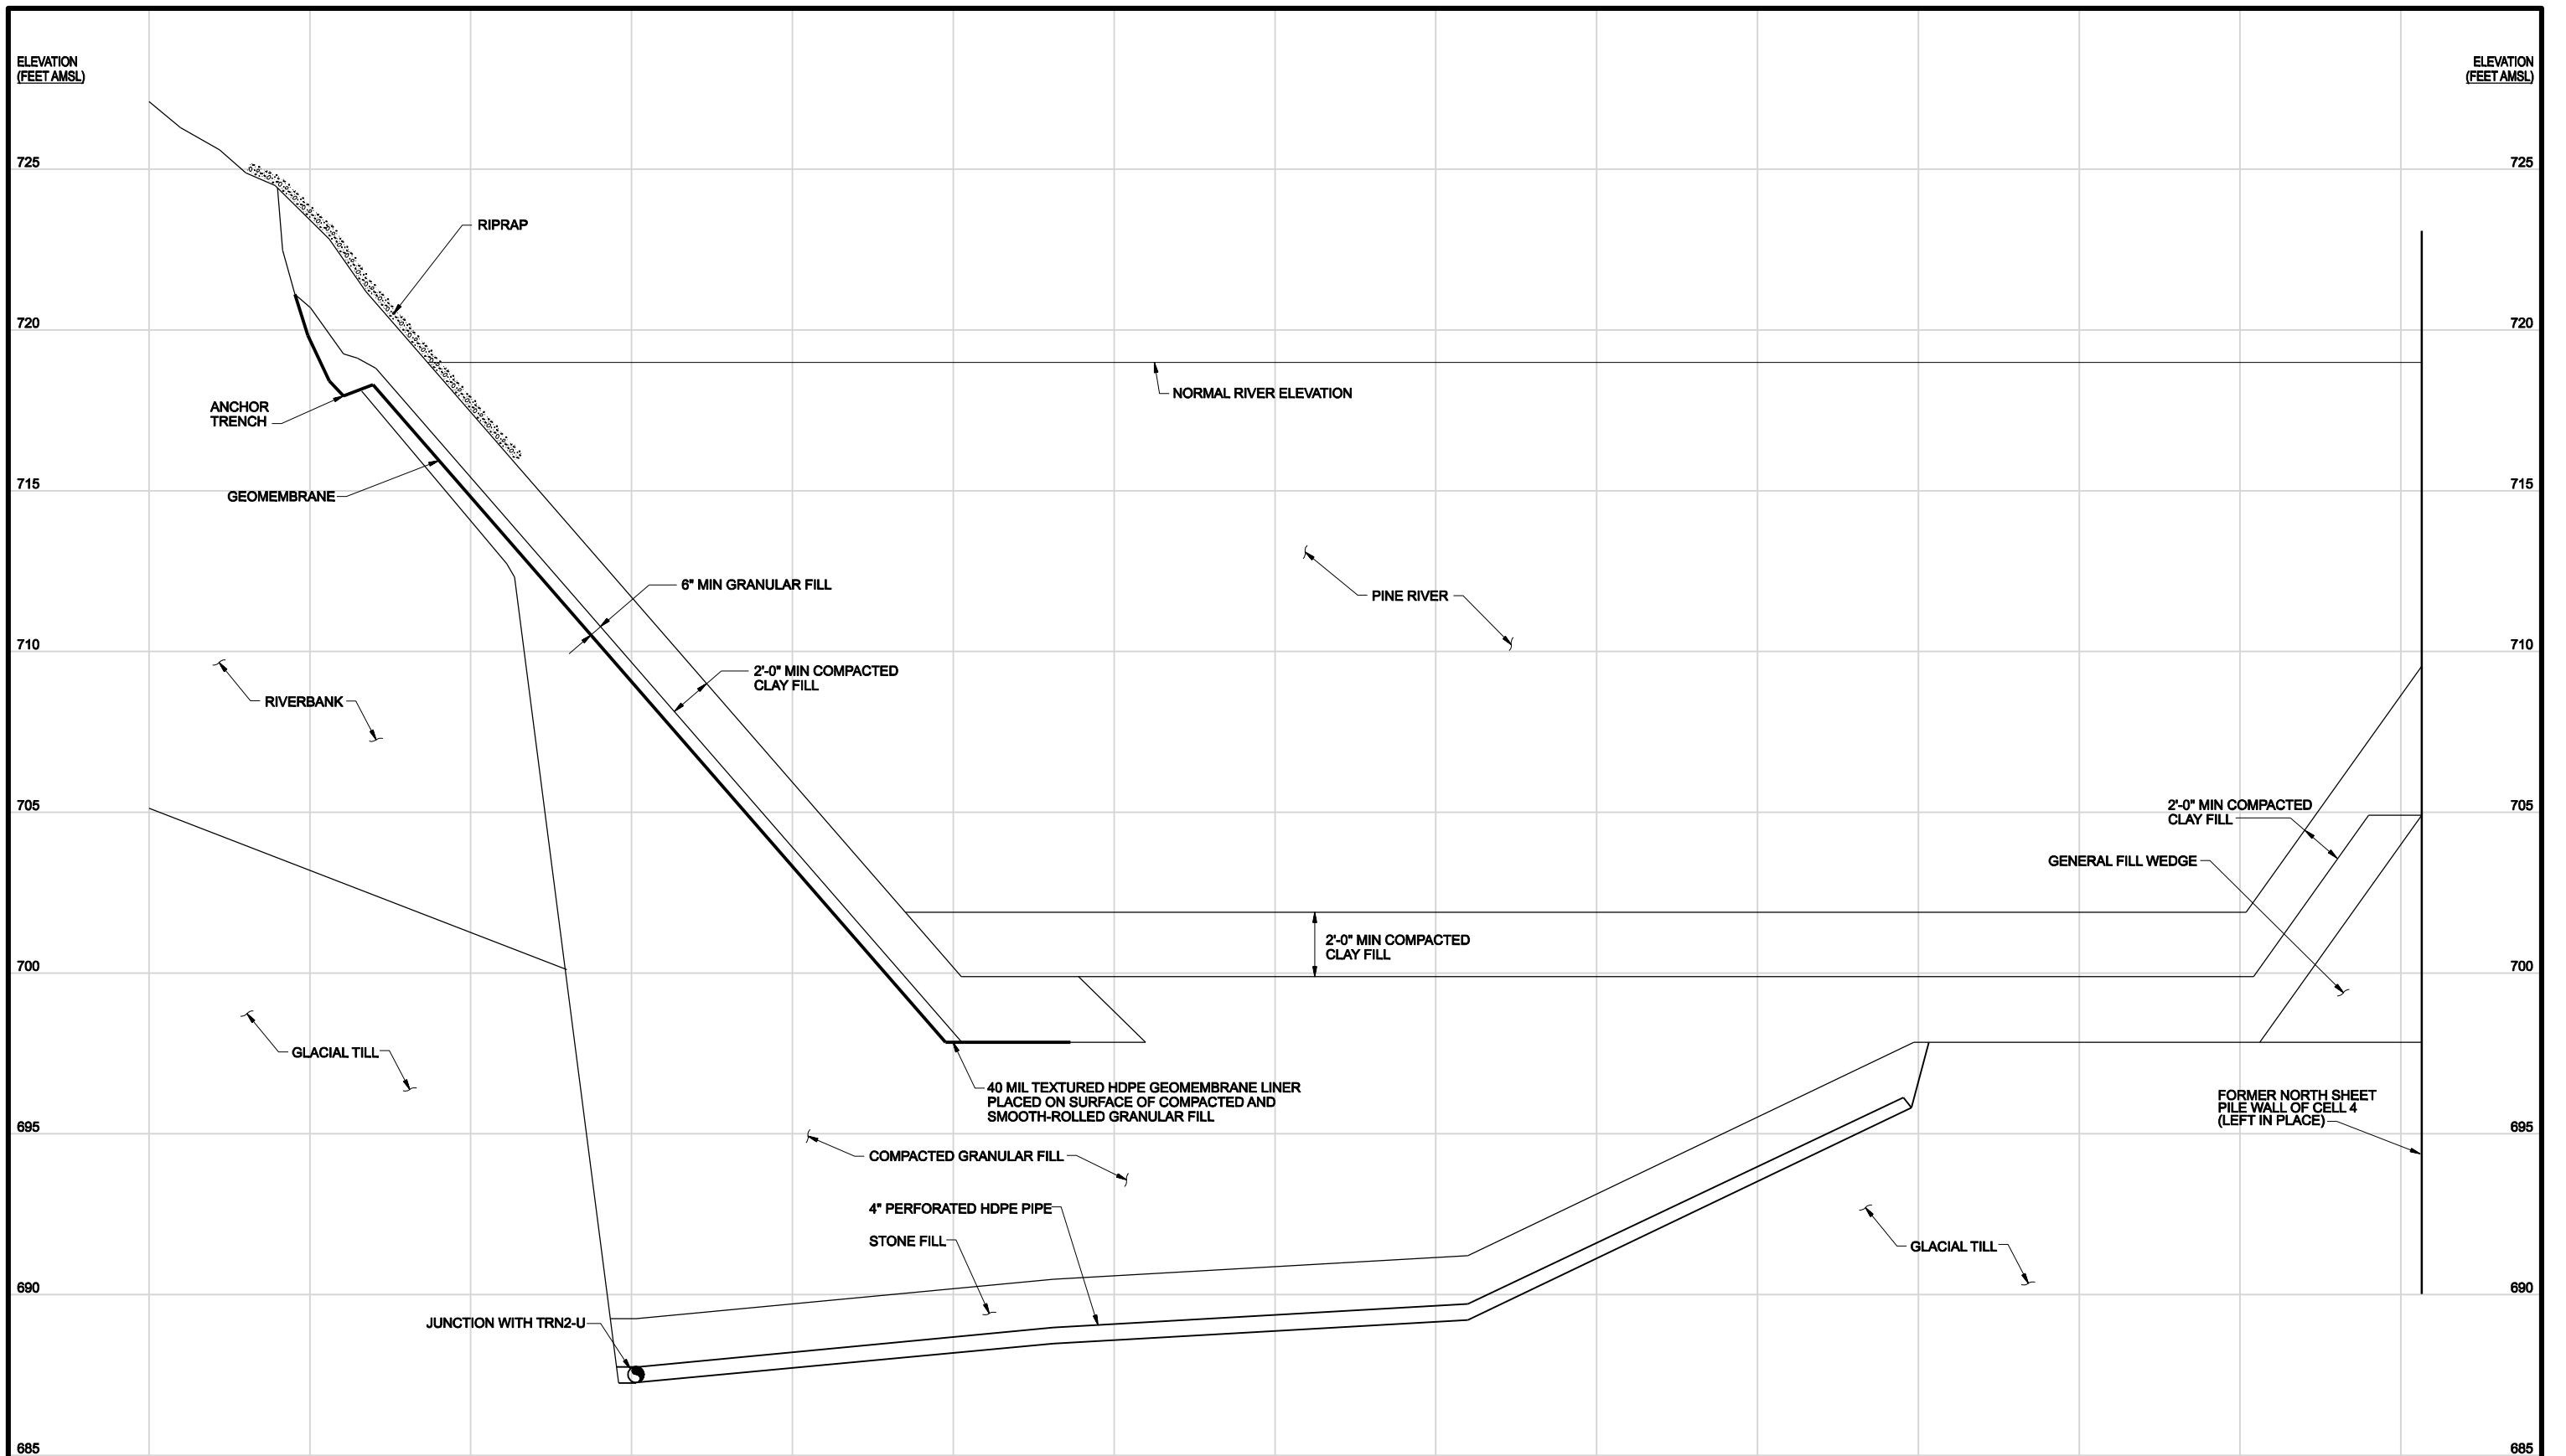 ELEVATION
(FEET AMSL)
ELEVATION
(FEET AMSL)
725
725
RIPRAP
720
720
NORMAL RIVER ELEVATION
ANCHOR
TRENCH
715
715
GEOMEMBRANE
6" MIN GRANULAR FILL
PINE RIVER
710
710
2'-0" MIN COMPACTED
CLAY FILL
RIVERBANK
705
705
2'-0" MIN COMPACTED
CLAY FILL
GENERAL FILL WEDGE
2'-0" MIN COMPACTED
CLAY FILL
700
700
GLACIAL TILL
40 MIL TEXTURED HDPE GEOMEMBRANE LINER
PLACED ON SURFACE OF COMPACTED AND
SMOOTH-ROLLED GRANULAR FILL
FORMER NORTH SHEET
PILE WALL OF CELL 4
(LEFT IN PLACE)
695
695
COMPACTED GRANULAR FILL
4" PERFORATED HDPE PIPE
STONE FILL
GLACIAL TILL
690
690
JUNCTION WITH TRN2-U
685
685